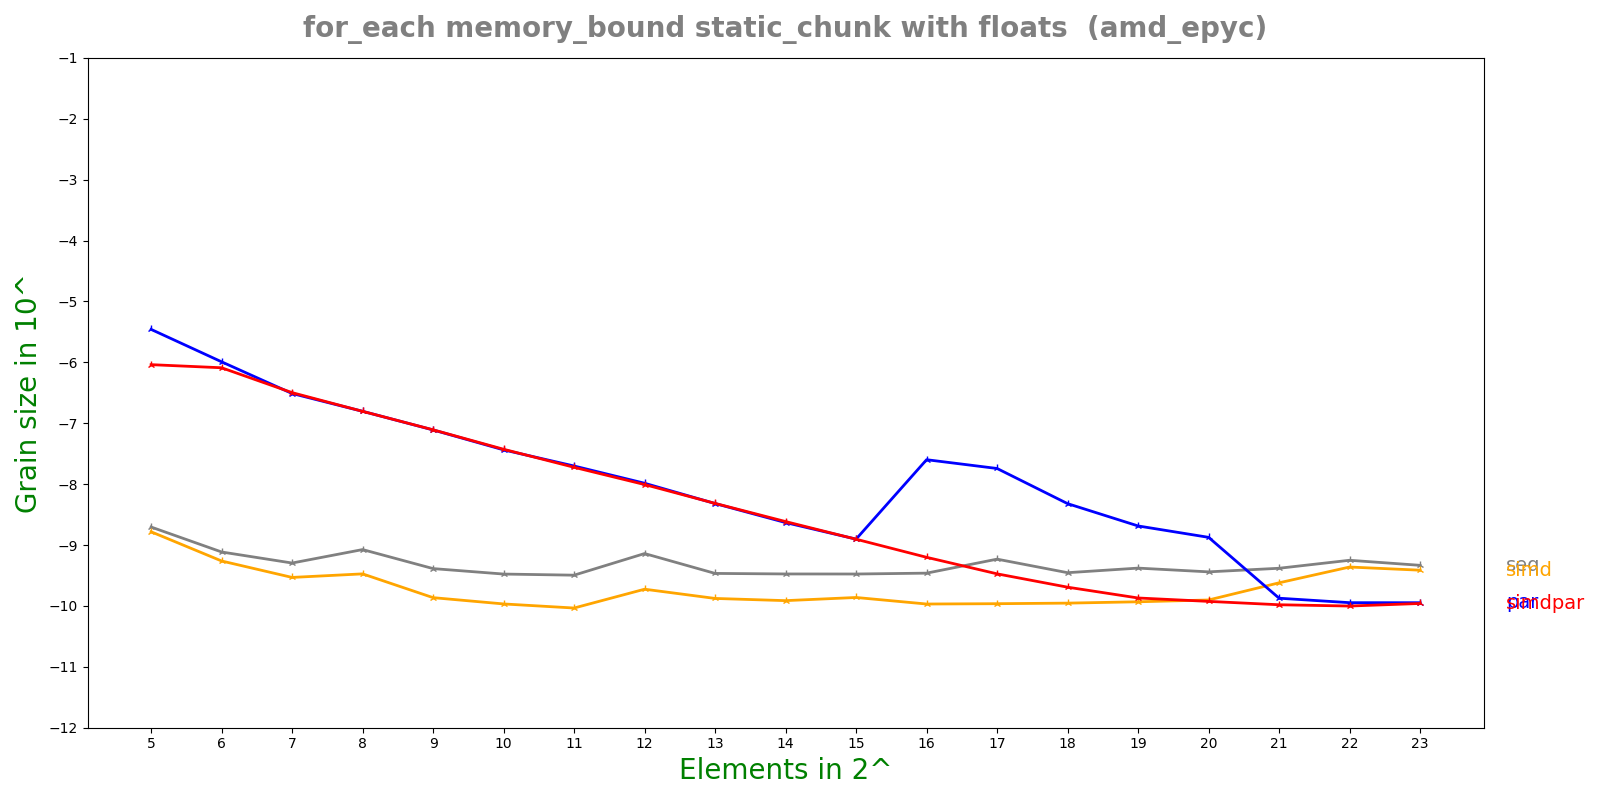 for_each memory_bound static_chunk with floats (amd_epyc)
Grain size in 10^
−1
−2
−3
−4
−5
−6
−7
−8
−9
−10
−11
−12
5 6 7 8 9 10 11 12 13 14 15 16 17 18 19 20 21 22 23
Elements in 2^
seq
simd
par
simdpar